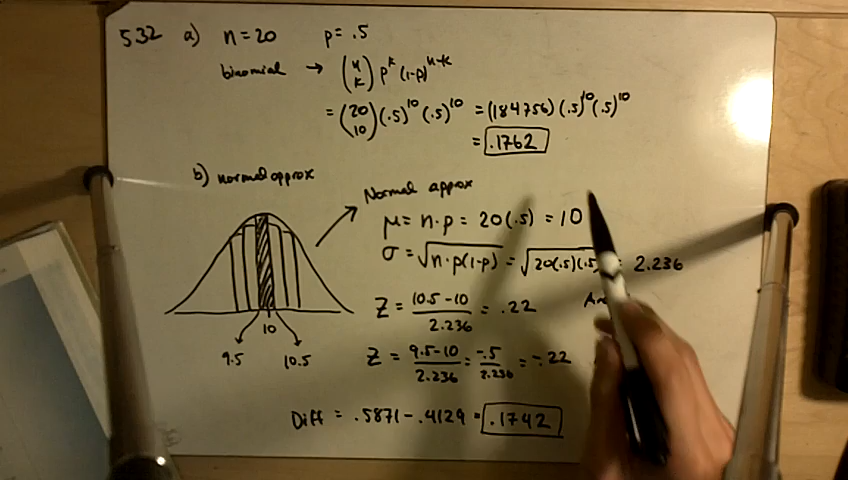 532 a) n=20 p=.5
binomial → (n k) p^k (1-p)^n-k
= (20 10) (.5)^10 (.5)^10 = (184756) (.5)^10 (.5)^10
= .1762
b) normal approx
Normal approx
μ = n·p = 20(.5) = 10
σ = √n·p(1-p) = √20(.5)(.5) = 2.236
Z = 10.5-10 / 2.236 = .22
10
9.5 10.5
Z = 9.5-10 / 2.236 = -.5 / 2.236 = -.22
Diff = .5871 - .4129 = .1742